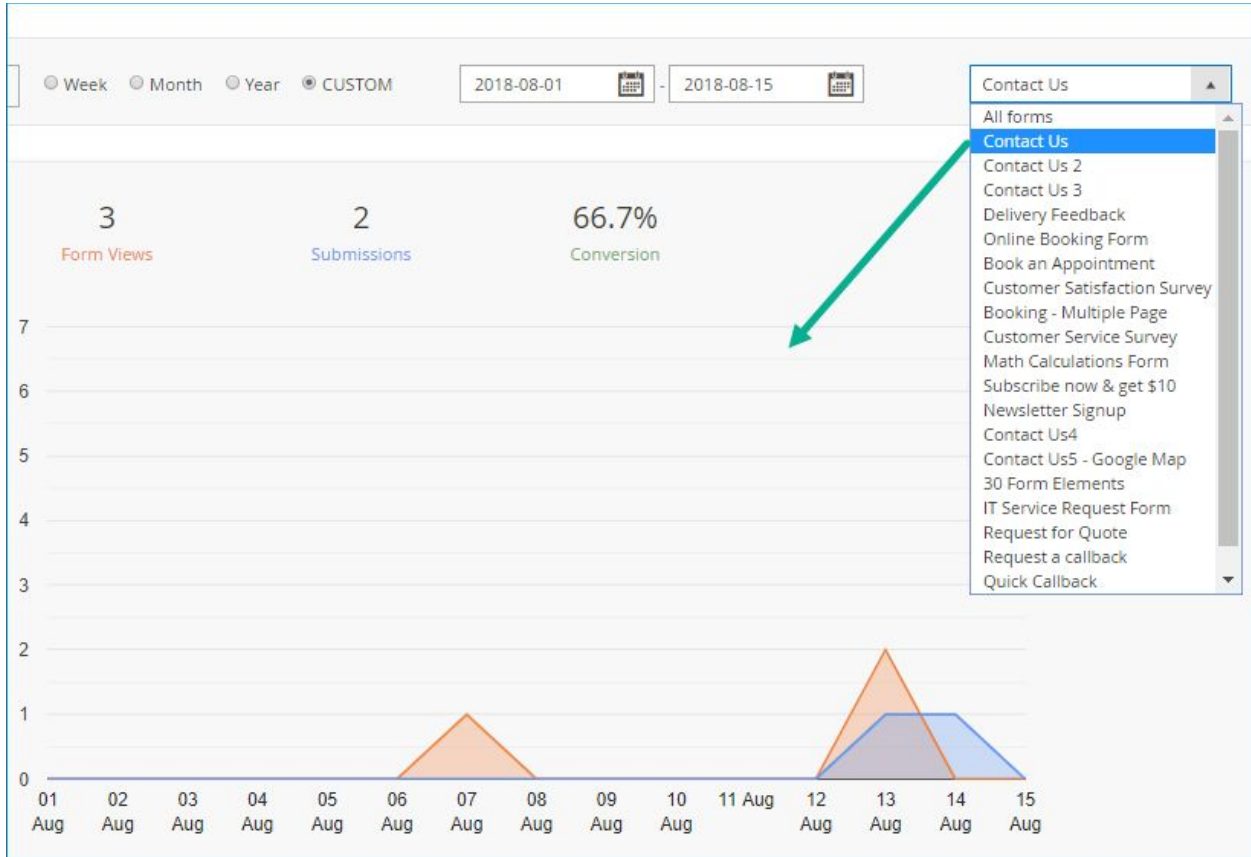 Week Month Year CUSTOM 2018-08-01 - 2018-08-15 Contact Us
All forms
Contact Us
Contact Us 2
Contact Us 3
Delivery Feedback
Online Booking Form
Book an Appointment
Customer Satisfaction Survey
Booking - Multiple Page
Customer Service Survey
Math Calculations Form
Subscribe now & get $10
Newsletter Signup
Contact Us4
Contact Us5 - Google Map
30 Form Elements
IT Service Request Form
Request for Quote
Request a callback
Quick Callback
3 2 66.7%
Form Views Submissions Conversion
7
6
5
4
3
2
1
0
01 02 03 04 05 06 07 08 09 10 11 Aug 12 13 14 15
Aug Aug Aug Aug Aug Aug Aug Aug Aug Aug Aug Aug Aug Aug